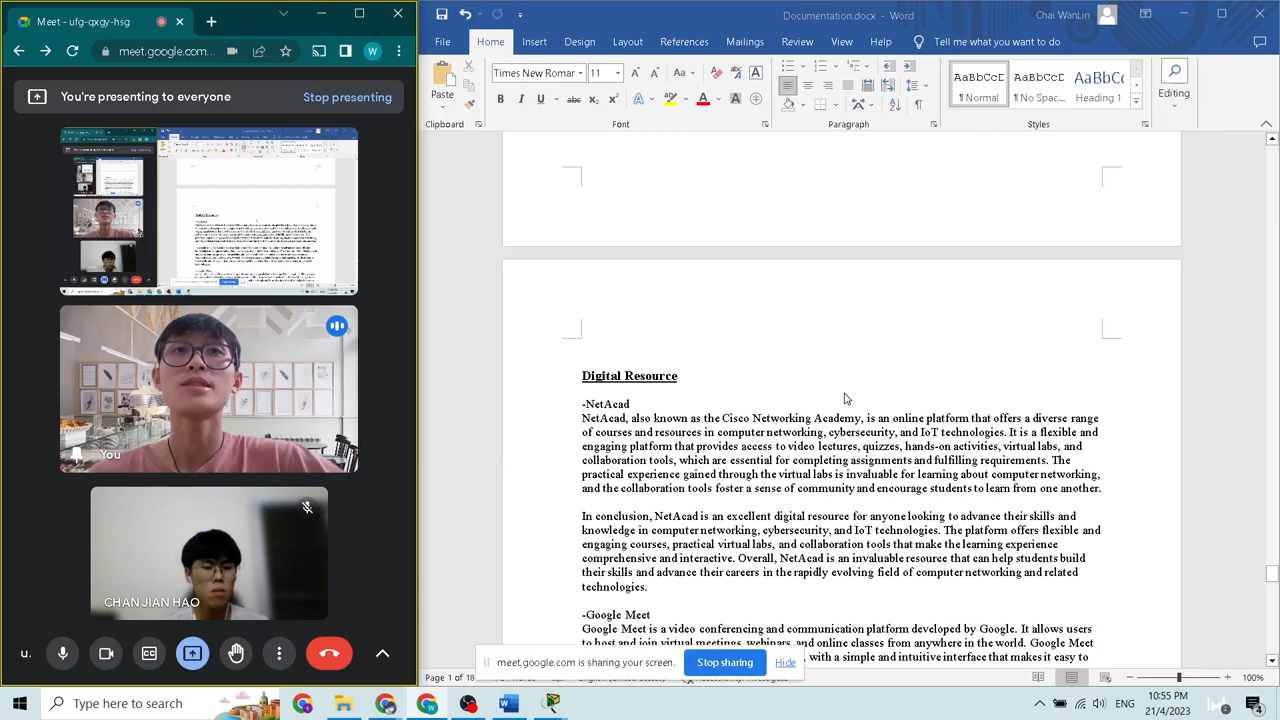 Meet - ufg-qxgy-hsg
meet.google.com...
W
You're presenting to everyone
Stop presenting
You
CHAN JIAN HAO
u.
Documentation.docx - Word
Chai WanLin
File Home Insert Design Layout References Mailings Review View Help Tell me what you want to do
Paste
Clipboard
Times New Romar 11
Font
Paragraph
AaBbCcD AaBbCcD AaBbC
¶ Normal ¶ No Spac... Heading 1
Styles
Editing
Digital Resource
-NetAcad
NetAcad, also known as the Cisco Networking Academy, is an online platform that offers a diverse range
of courses and resources in computer networking, cybersecurity, and IoT technologies. It is a flexible and
engaging platform that provides access to video lectures, quizzes, hands-on activities, virtual labs, and
collaboration tools, which are essential for completing assignments and fulfilling requirements. The
practical experience gained through the virtual labs is invaluable for learning about computer networking,
and the collaboration tools foster a sense of community and encourage students to learn from one another.
In conclusion, NetAcad is an excellent digital resource for anyone looking to advance their skills and
knowledge in computer networking, cybersecurity, and IoT technologies. The platform offers flexible and
engaging courses, practical virtual labs, and collaboration tools that make the learning experience
comprehensive and interactive. Overall, NetAcad is an invaluable resource that can help students build
their skills and advance their careers in the rapidly evolving field of computer networking and related
technologies.
-Google Meet
Google Meet is a video conferencing and communication platform developed by Google. It allows users
to host and join virtual meetings, webinars, and online classes from anywhere in the world. Google Meet
with a simple and intuitive interface that makes it easy to
meet.google.com is sharing your screen. Stop sharing Hide
Page 1 of 18
100%
Type here to search
ENG
10:55 PM
21/4/2023
4